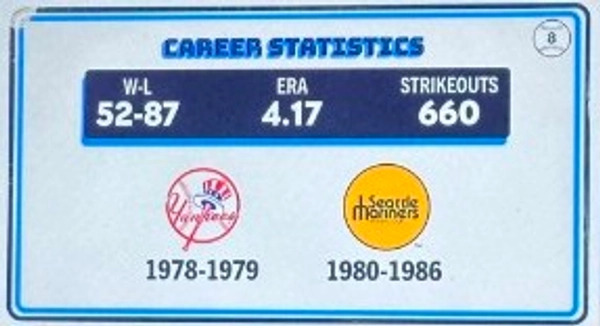 8
CAREER STATISTICS
W-L ERA STRIKEOUTS
52-87 4.17 660
Yankees Seattle
Mariners
1978-1979 1980-1986